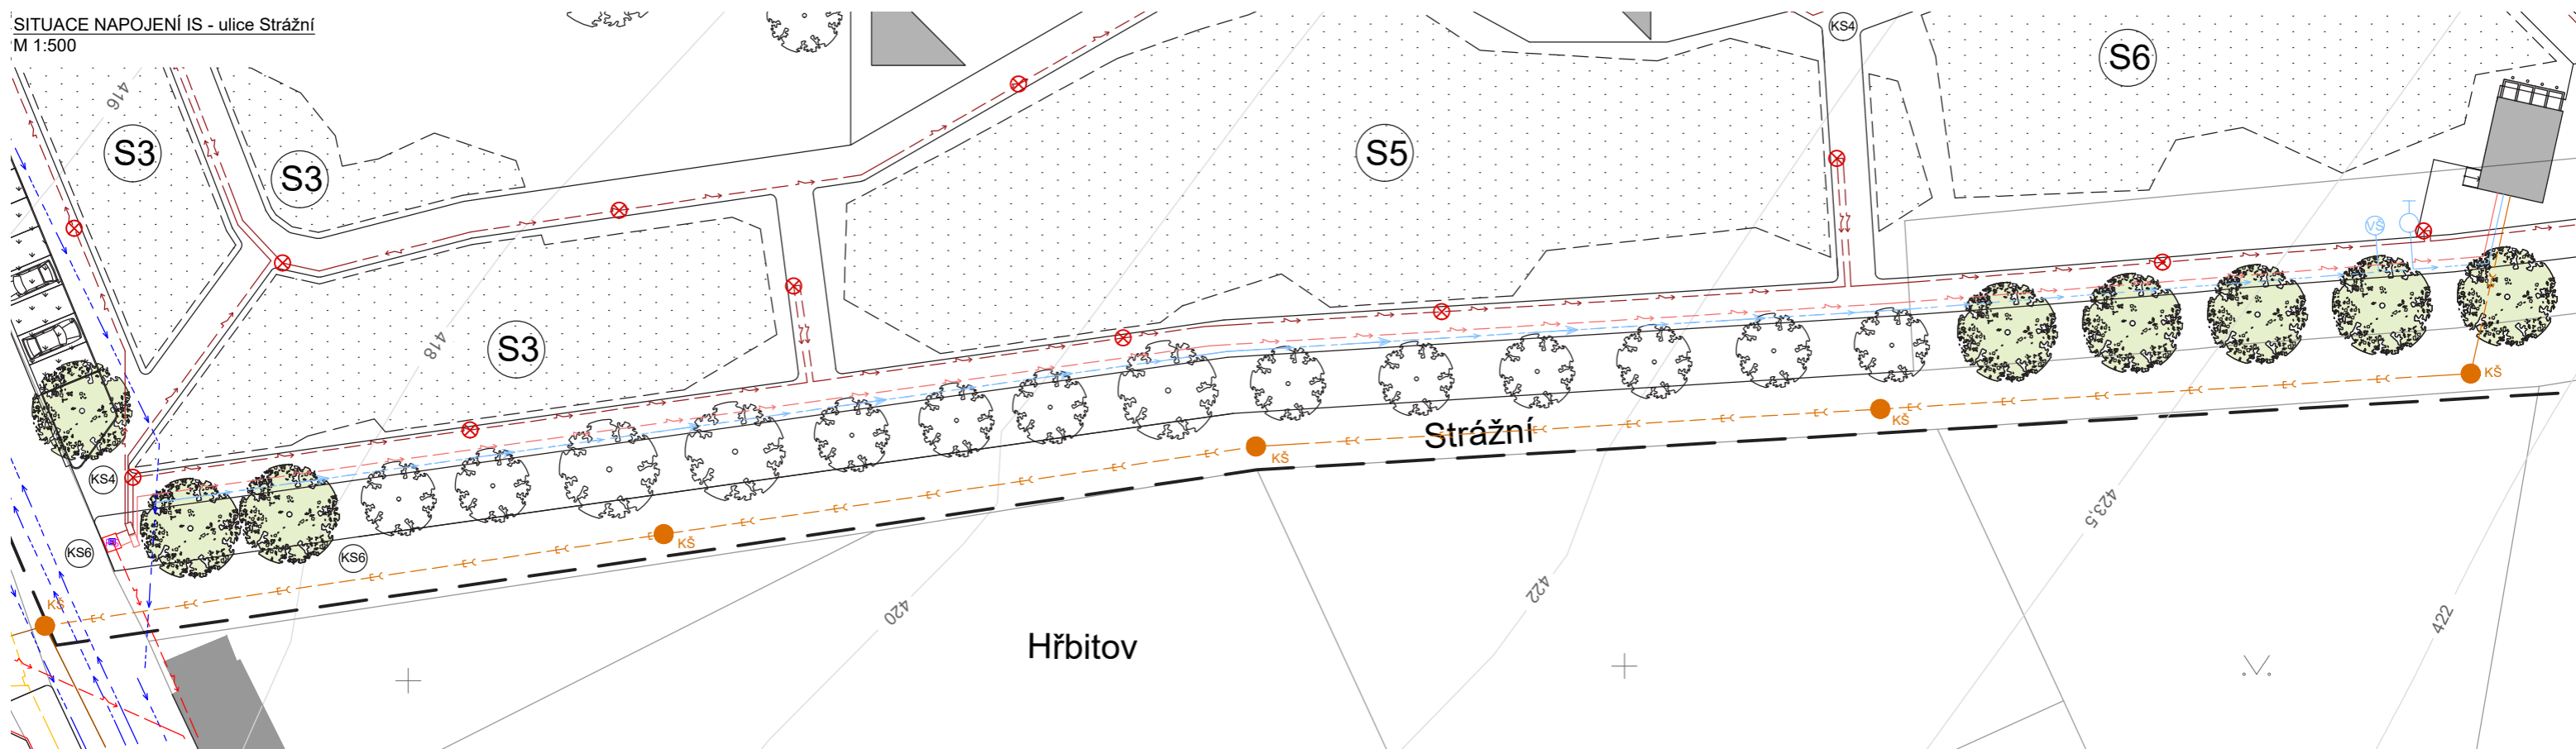 SITUACE NAPOJENÍ IS - ulice Strážní
M 1:500
KS4
S6
416
S3
S3
S5
VŠ
S3
418
KŠ
KŠ
Strážní
KŠ
KS4
423,5
KŠ
KS6
KS6
422
KŠ
420
422
Hřbitov